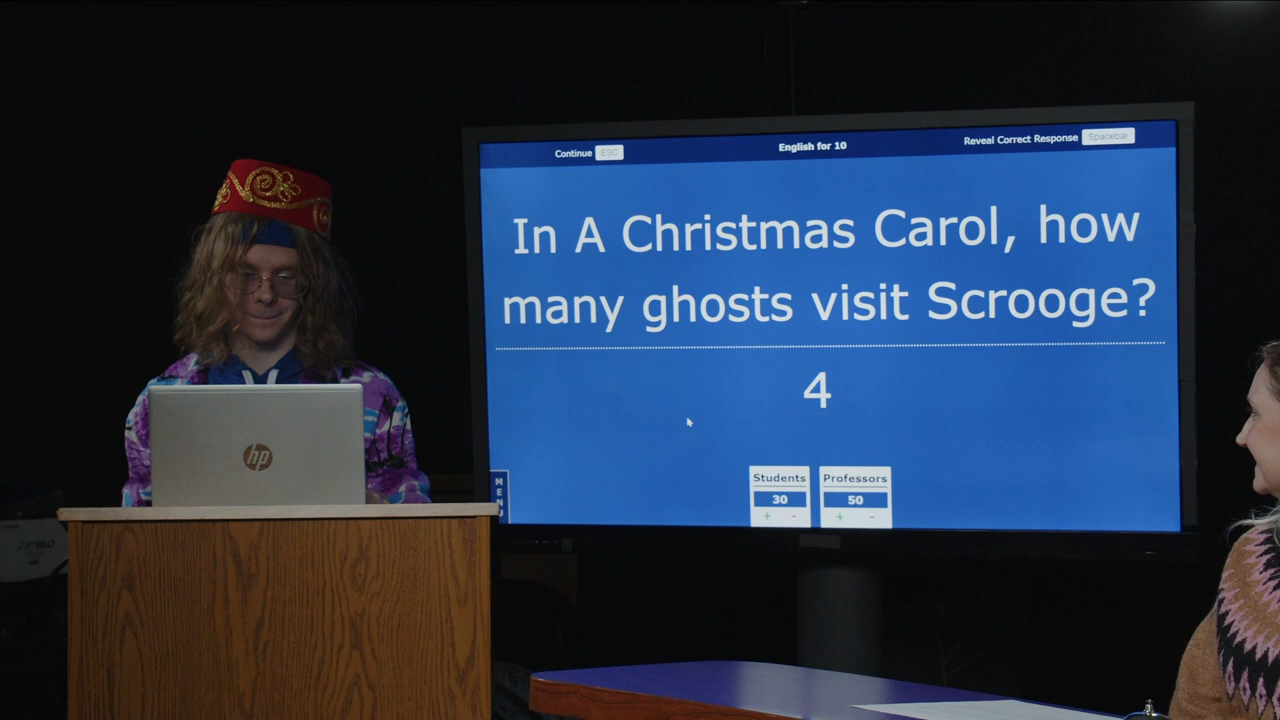 Continue ESC
English for 10
Reveal Correct Response Spacebar
In A Christmas Carol, how
many ghosts visit Scrooge?
4
MENU
Students
30
+ -
Professors
50
+ -
hp